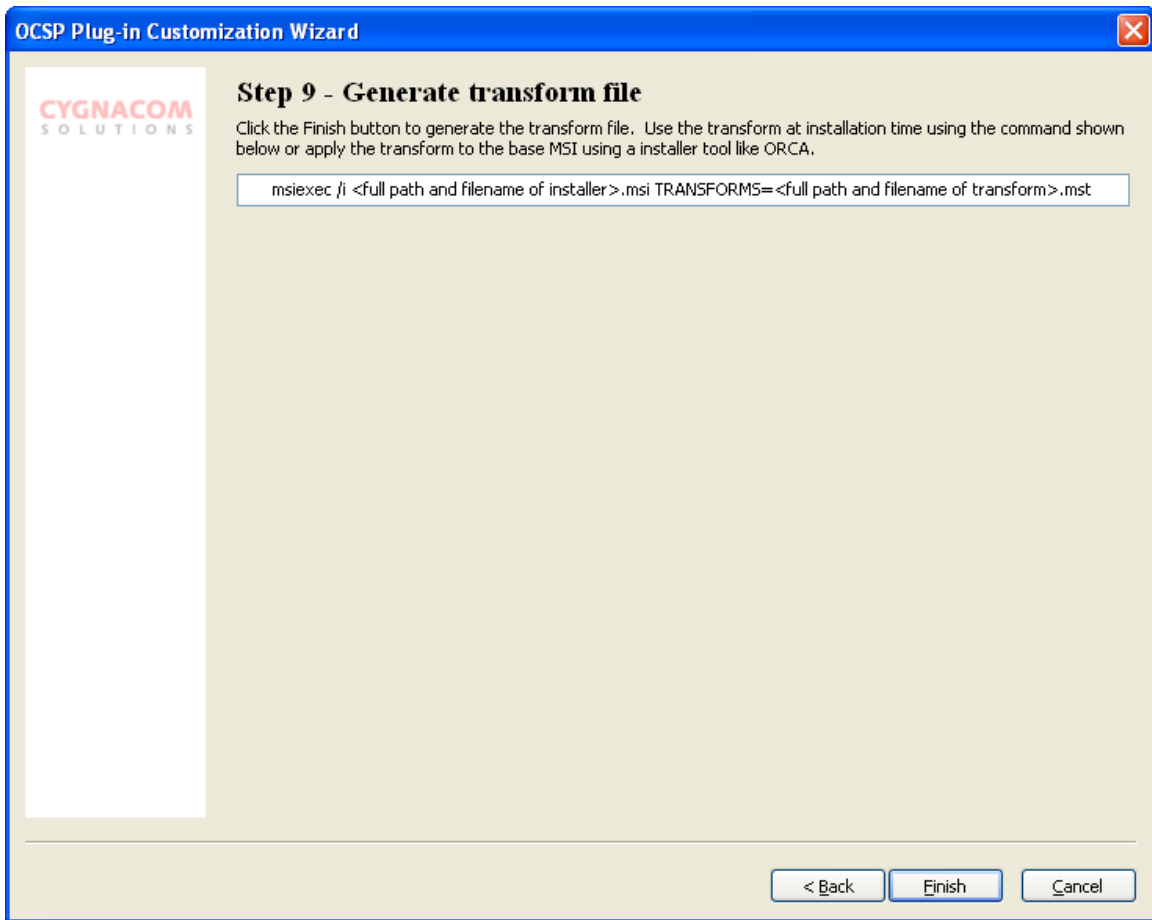 OCSP Plug-in Customization Wizard
CYGNACOM
SOLUTIONS
Step 9 - Generate transform file
Click the Finish button to generate the transform file.  Use the transform at installation time using the command shown
below or apply the transform to the base MSI using a installer tool like ORCA.
msiexec /i <full path and filename of installer>.msi TRANSFORMS=<full path and filename of transform>.mst
< Back
Finish
Cancel